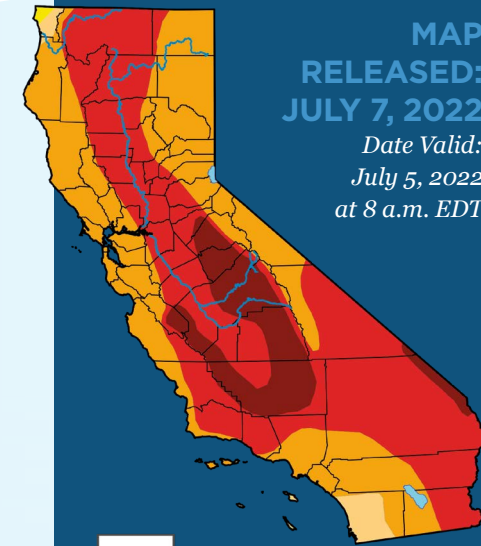 MAP
RELEASED:
JULY 7, 2022
Date Valid:
July 5, 2022
at 8 a.m. EDT